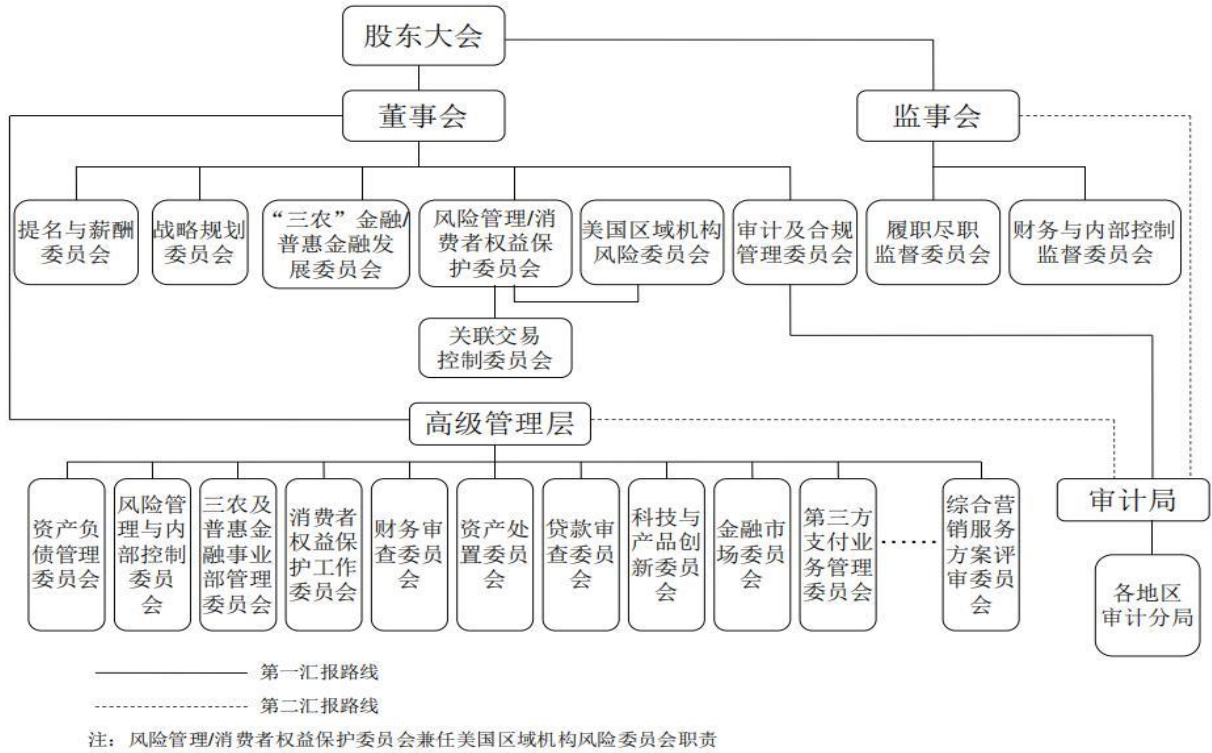 股东大会
董事会
监事会
提名与薪酬
委员会
战略规划
委员会
“三农”金融/
普惠金融发
展委员会
风险管理/消
费者权益保
护委员会
美国区域机构
风险委员会
审计及合规
管理委员会
履职尽职
监督委员会
财务与内部控制
监督委员会
关联交易
控制委员会
高级管理层
资产负
债管理
委员会
风险管
理与内
部控制
委员
会
三农及
普惠金
融事业
部管理
委员会
消费者
权益保
护工作
委员会
财务审
查委员
会
资产处
置委员
会
贷款审
查委员
会
科技与
产品创
新委员
会
金融市
场委员
会
第三方
支付业
务管理
委员会
······
综合营
销服务
方案评
审委员
会
审计局
各地区
审计分局
第一汇报路线
第二汇报路线
注：风险管理/消费者权益保护委员会兼任美国区域机构风险委员会职责